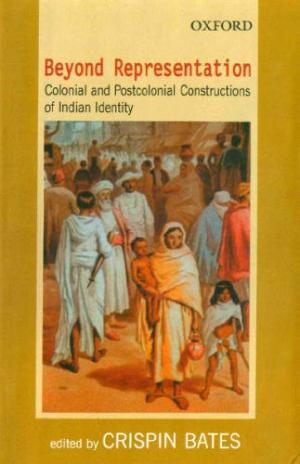 OXFORD
Beyond Representation
Colonial and Postcolonial Constructions
of Indian Identity
edited by CRISPIN BATES